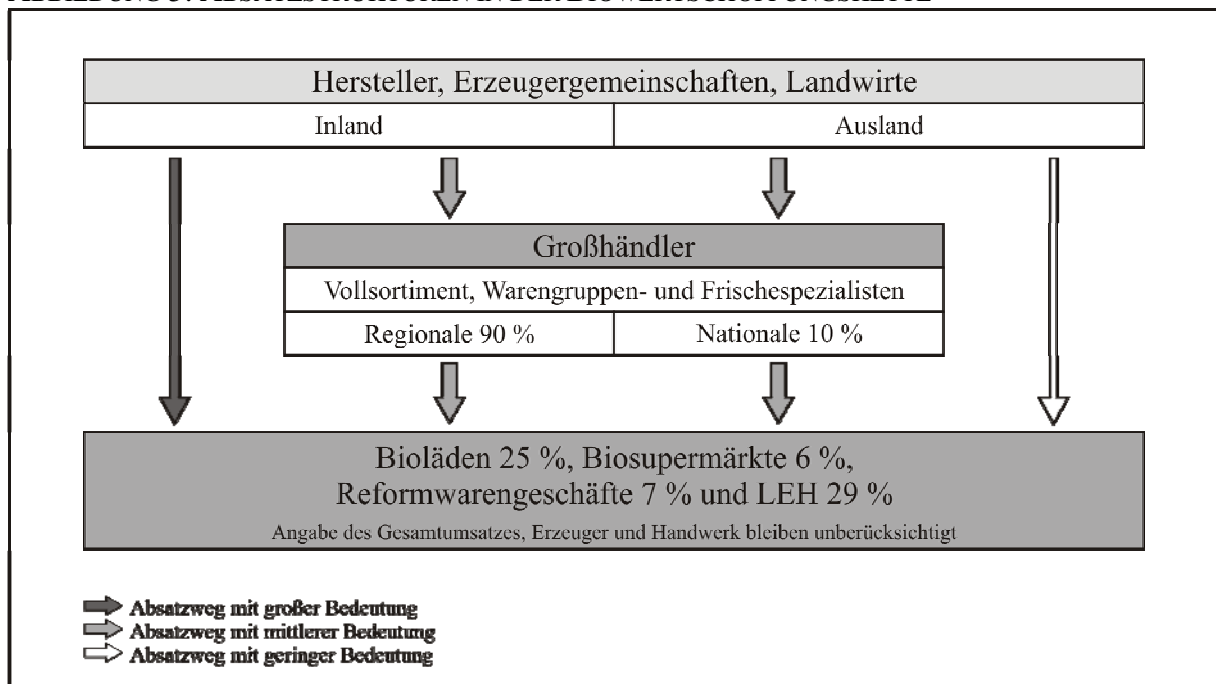 Hersteller, Erzeugergemeinschaften, Landwirte
Inland
Ausland
Großhändler
Vollsortiment, Warengruppen- und Frischespezialisten
Regionale 90 %
Nationale 10 %
Bioläden 25 %, Biosupermärkte 6 %,
Reformwarengeschäfte 7 % und LEH 29 %
Angabe des Gesamtumsatzes, Erzeuger und Handwerk bleiben unberücksichtigt
Absatzweg mit großer Bedeutung
Absatzweg mit mittlerer Bedeutung
Absatzweg mit geringer Bedeutung